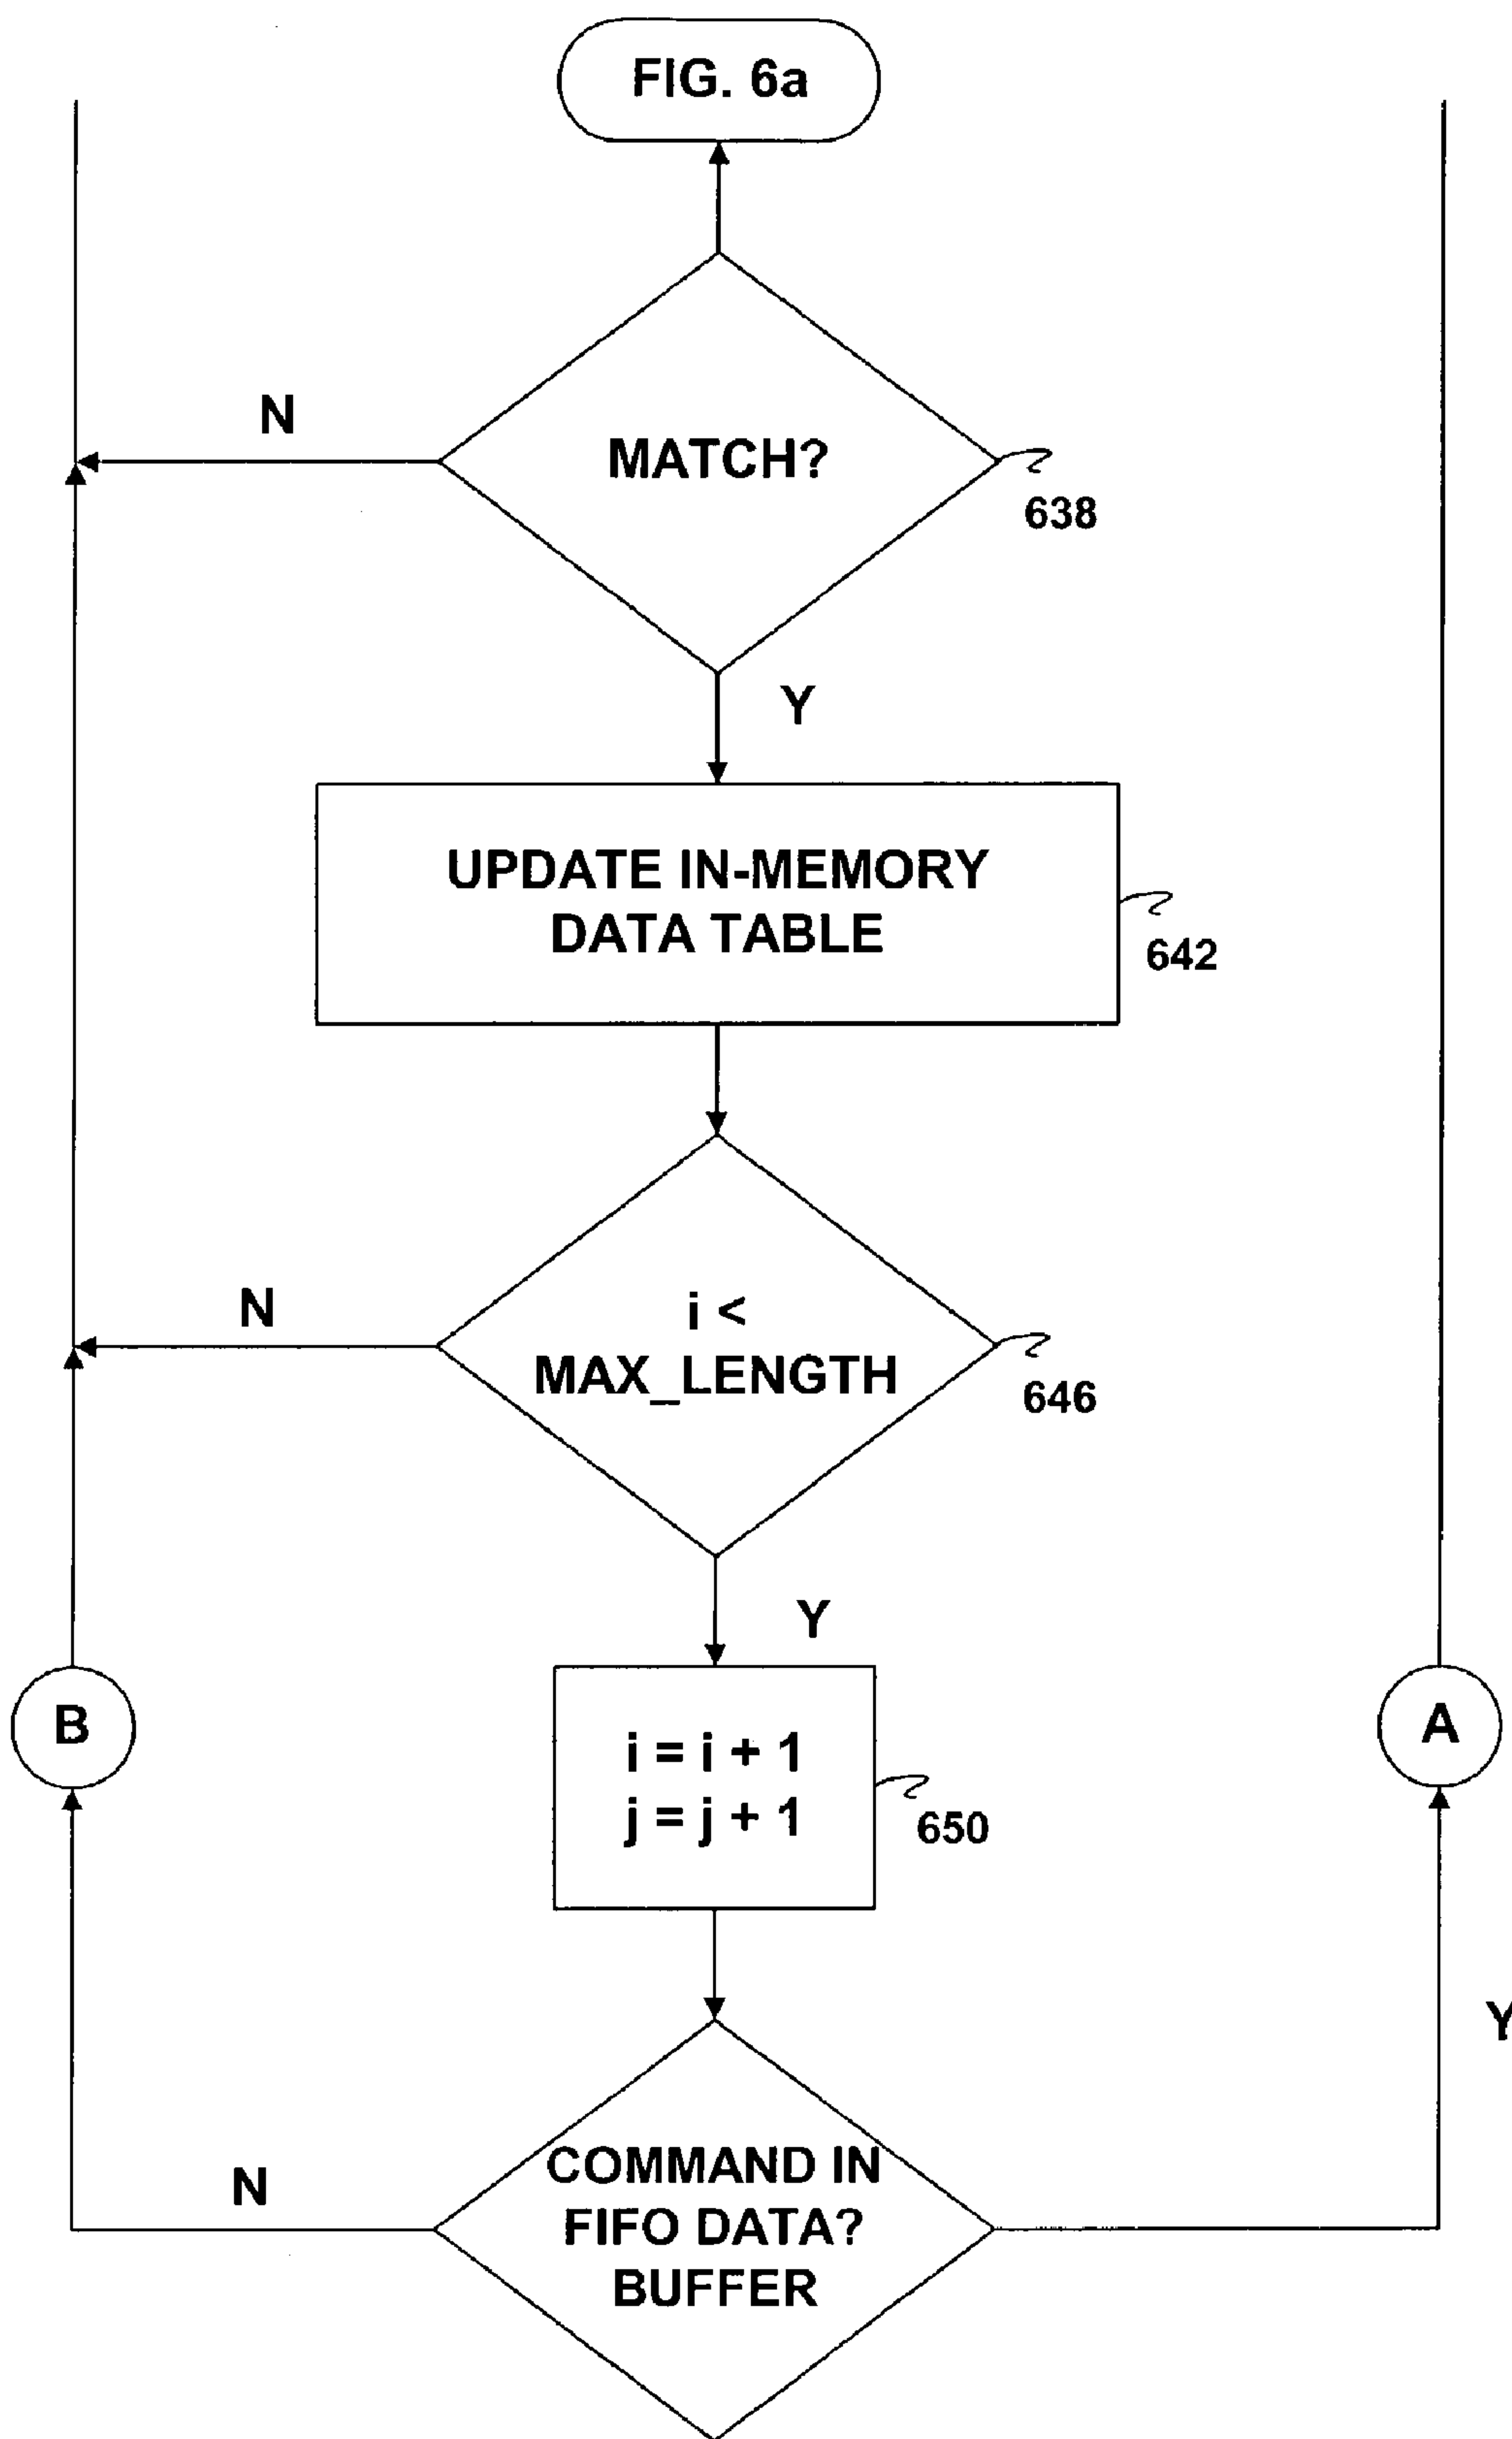 FIG. 6a
N
MATCH?
638
Y
UPDATE IN-MEMORY
DATA TABLE
642
N
i <
MAX_LENGTH
646
Y
B
i = i + 1
j = j + 1
650
A
Y
N
COMMAND IN
FIFO DATA?
BUFFER